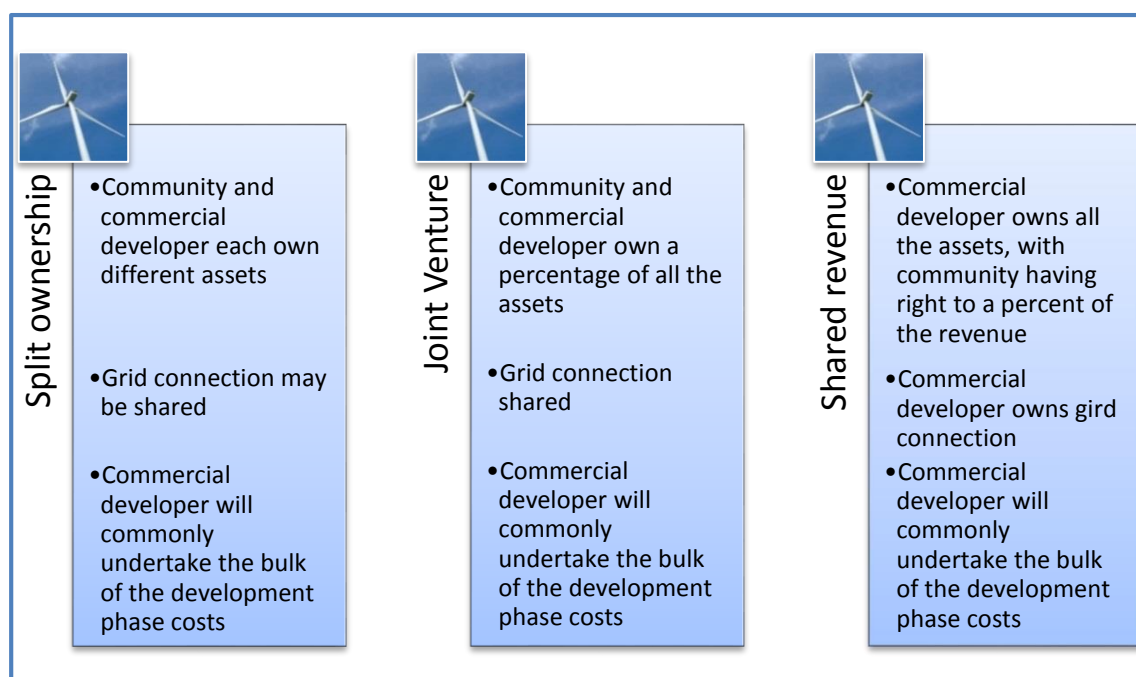 Split ownership
•Community and
commercial
developer each own
different assets
•Grid connection may
be shared
•Commercial
developer will
commonly
undertake the bulk
of the development
phase costs
Joint Venture
•Community and
commercial
developer own a
percentage of all the
assets
•Grid connection
shared
•Commercial
developer will
commonly
undertake the bulk
of the development
phase costs
Shared revenue
•Commercial
developer owns all
the assets, with
community having
right to a percent of
the revenue
•Commercial
developer owns gird
connection
•Commercial
developer will
commonly
undertake the bulk
of the development
phase costs